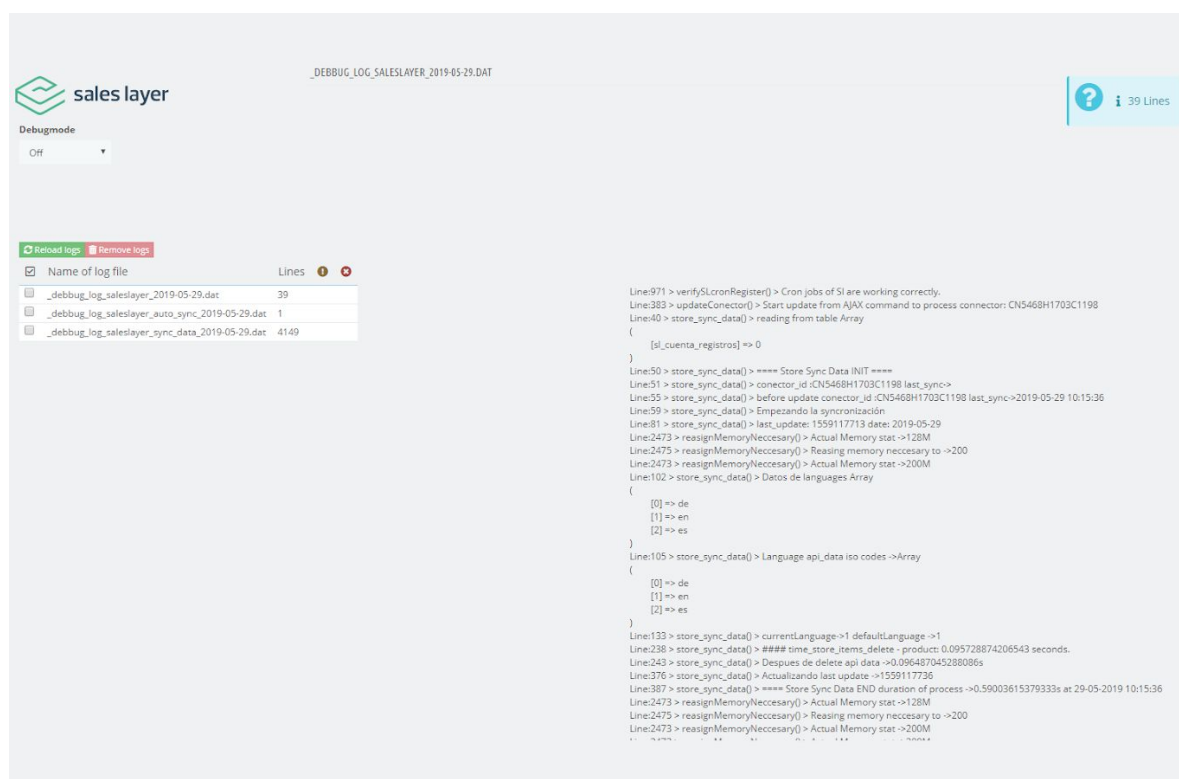 _DEBBUG_LOG_SALESLAYER_2019-05-29.DAT
sales layer
39 Lines
Debugmode
Off
Reload logs Remove logs
Name of log file Lines
_debbug_log_saleslayer_2019-05-29.dat 39
_debbug_log_saleslayer_auto_sync_2019-05-29.dat 1
_debbug_log_saleslayer_sync_data_2019-05-29.dat 4149
Line:971 > verifySLcronRegister() > Cron jobs of Sl are working correctly.
Line:383 > updateConector() > Start update from AJAX command to process connector: CN5468H1703C1198
Line:40 > store_sync_data() > reading from table Array
(
[sl_cuenta_registros] => 0
)
Line:50 > store_sync_data() > ==== Store Sync Data INIT ====
Line:51 > store_sync_data() > conector_id :CN5468H1703C1198 last_sync->
Line:55 > store_sync_data() > before update conector_id :CN5468H1703C1198 last_sync->2019-05-29 10:15:36
Line:59 > store_sync_data() > Empezando la syncronización
Line:81 > store_sync_data() > last_update: 1559117713 date: 2019-05-29
Line:2473 > reasignMemoryNeccesary() > Actual Memory stat ->128M
Line:2475 > reasignMemoryNeccesary() > Reasing memory neccesary to ->200
Line:2473 > reasignMemoryNeccesary() > Actual Memory stat ->200M
Line:102 > store_sync_data() > Datos de languages Array
(
[0] => de
[1] => en
[2] => es
)
Line:105 > store_sync_data() > Language api_data iso codes ->Array
(
[0] => de
[1] => en
[2] => es
)
Line:133 > store_sync_data() > currentLanguage->1 defaultLanguage ->1
Line:238 > store_sync_data() > #### time_store_items_delete - product: 0.095728874206543 seconds.
Line:243 > store_sync_data() > Despues de delete api data ->0.096487045288086s
Line:376 > store_sync_data() > Actualizando last update ->1559117736
Line:387 > store_sync_data() > ==== Store Sync Data END duration of process ->0.59003615379333s at 29-05-2019 10:15:36
Line:2473 > reasignMemoryNeccesary() > Actual Memory stat ->128M
Line:2475 > reasignMemoryNeccesary() > Reasing memory neccesary to ->200
Line:2473 > reasignMemoryNeccesary() > Actual Memory stat ->200M